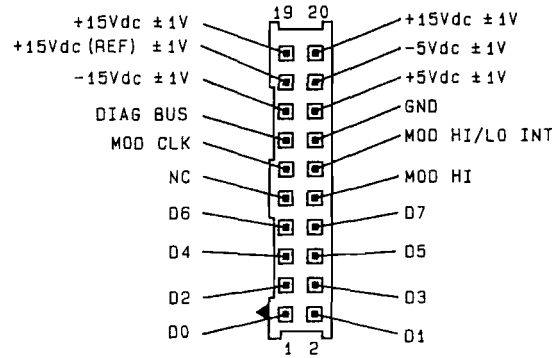 19 20
+15Vdc ±1V +15Vdc ±1V
+15Vdc(REF) ±1V -5Vdc ±1V
-15Vdc ±1V +5Vdc ±1V
DIAG BUS GND
MOD CLK MOD HI/LO INT
NC MOD HI
D6 D7
D4 D5
D2 D3
D0 D1
1 2